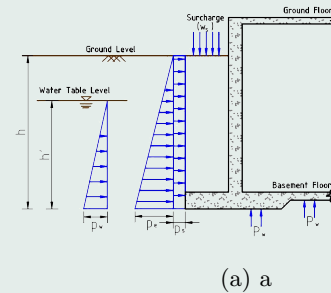 Ground Floor
Surcharge
(wₛ)
Ground Level
Water Table Level
h
h'
Basement Floor
Pw
Pe
Ps
Pw
Pw
(a) a